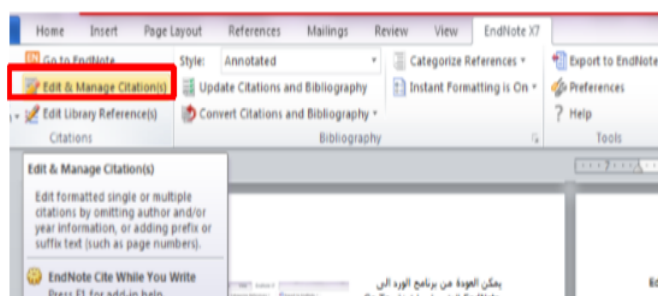 Home Insert Page Layout References Mailings Review View EndNote X7
Go to EndNote Style: Annotated Categorize References Export to EndNote
Edit & Manage Citation(s) Update Citations and Bibliography Instant Formatting is On Preferences
Edit Library Reference(s) Convert Citations and Bibliography ? Help
Citations Bibliography Tools
Edit & Manage Citation(s)
Edit formatted single or multiple
citations by omitting author and/or
year information, or adding prefix or
suffix text (such as page numbers).
EndNote Cite While You Write
Press F1 for add-in help.
يمكن العودة من برنامج الورد الى